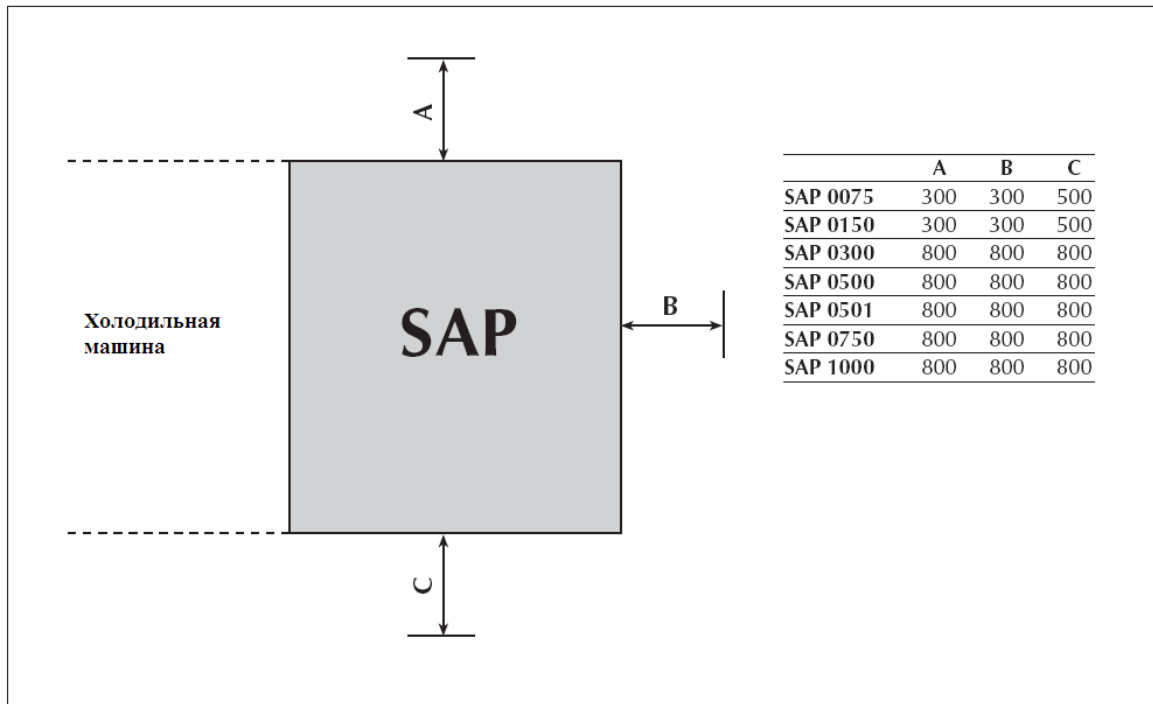 A
Холодильная
машина
SAP
B
C
A B C
SAP 0075 300 300 500
SAP 0150 300 300 500
SAP 0300 800 800 800
SAP 0500 800 800 800
SAP 0501 800 800 800
SAP 0750 800 800 800
SAP 1000 800 800 800